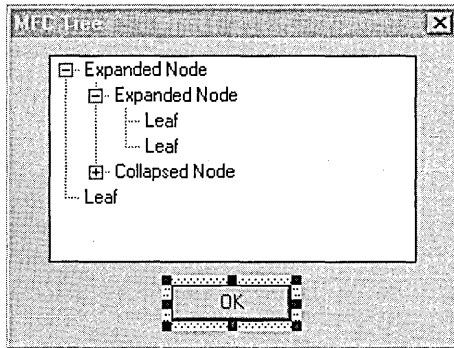 MFC Tree
Expanded Node
Expanded Node
Leaf
Leaf
Collapsed Node
Leaf
OK